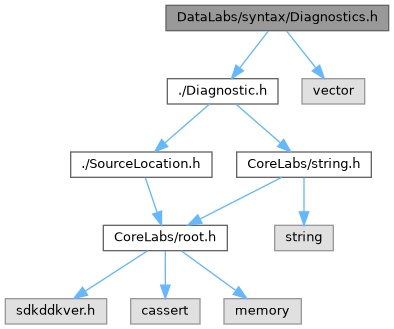 DataLabs/syntax/Diagnostics.h
./Diagnostic.h
vector
./SourceLocation.h
CoreLabs/string.h
CoreLabs/root.h
string
sdkddkver.h
cassert
memory